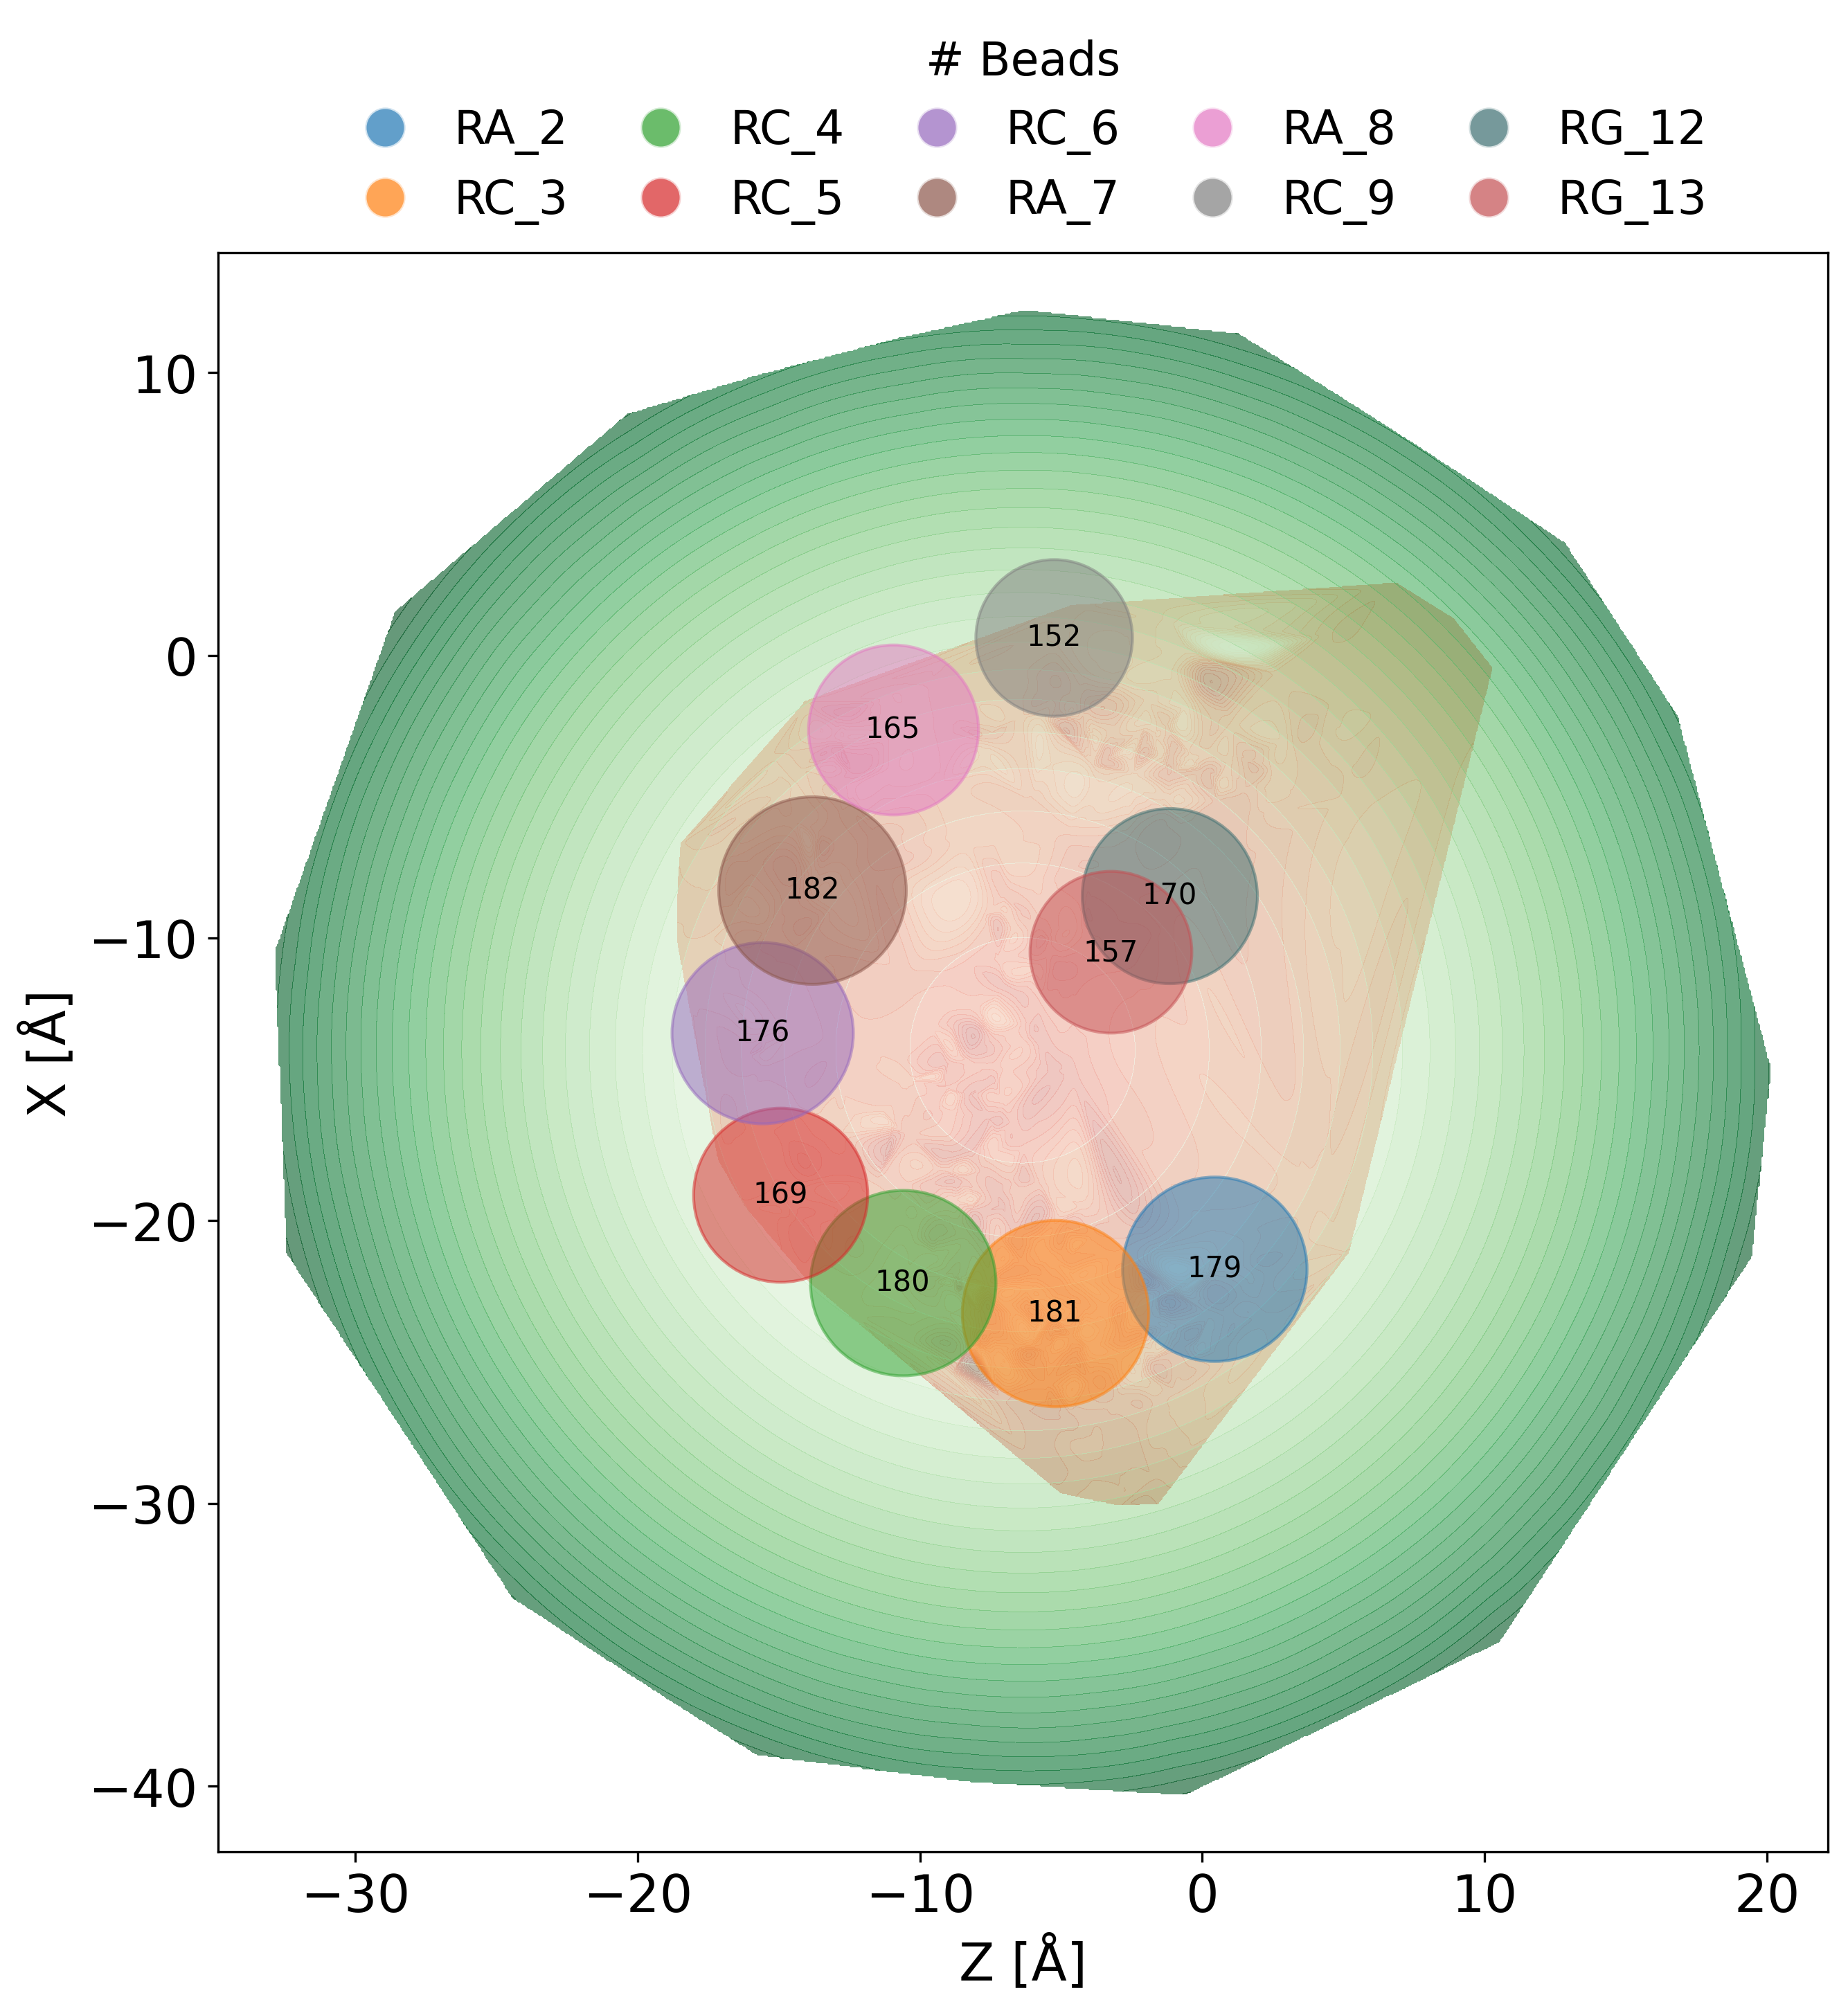 # Beads
RA_2 RC_4 RC_6 RA_8 RG_12
RC_3 RC_5 RA_7 RC_9 RG_13
10
0
−10
−20
−30
−40
X [Å]
152
165
182
170
157
176
169
180
181
179
−30 −20 −10 0 10 20
Z [Å]